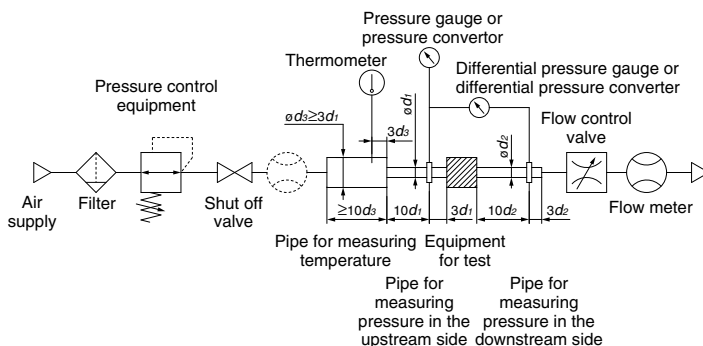 Pressure gauge
or pressure convertor
Thermometer
Differential pressure gauge or
differential pressure converter
Pressure control
equipment
ød₃≥3d₁
3d₃
ød₁
ød₂
Flow control
valve
Air
supply
Filter
Shut off
valve
≥10d₃
10d₁
3d₁
10d₂
3d₂
Flow meter
Pipe for measuring
temperature
Equipment
for test
Pipe for
measuring
pressure in the
upstream side
Pipe for
measuring
pressure in the
downstream side